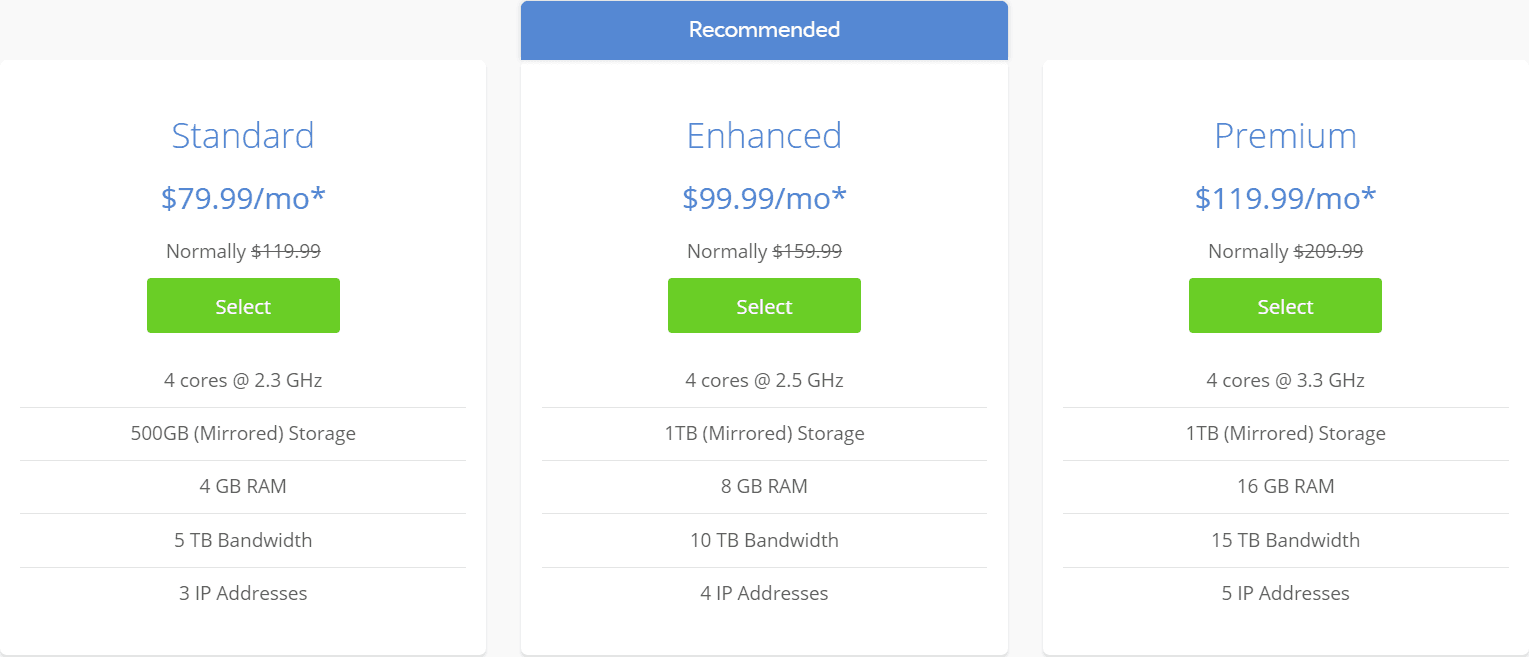 Recommended
Standard
$79.99/mo*
Normally $119.99
Select
4 cores @ 2.3 GHz
500GB (Mirrored) Storage
4 GB RAM
5 TB Bandwidth
3 IP Addresses
Enhanced
$99.99/mo*
Normally $159.99
Select
4 cores @ 2.5 GHz
1TB (Mirrored) Storage
8 GB RAM
10 TB Bandwidth
4 IP Addresses
Premium
$119.99/mo*
Normally $209.99
Select
4 cores @ 3.3 GHz
1TB (Mirrored) Storage
16 GB RAM
15 TB Bandwidth
5 IP Addresses